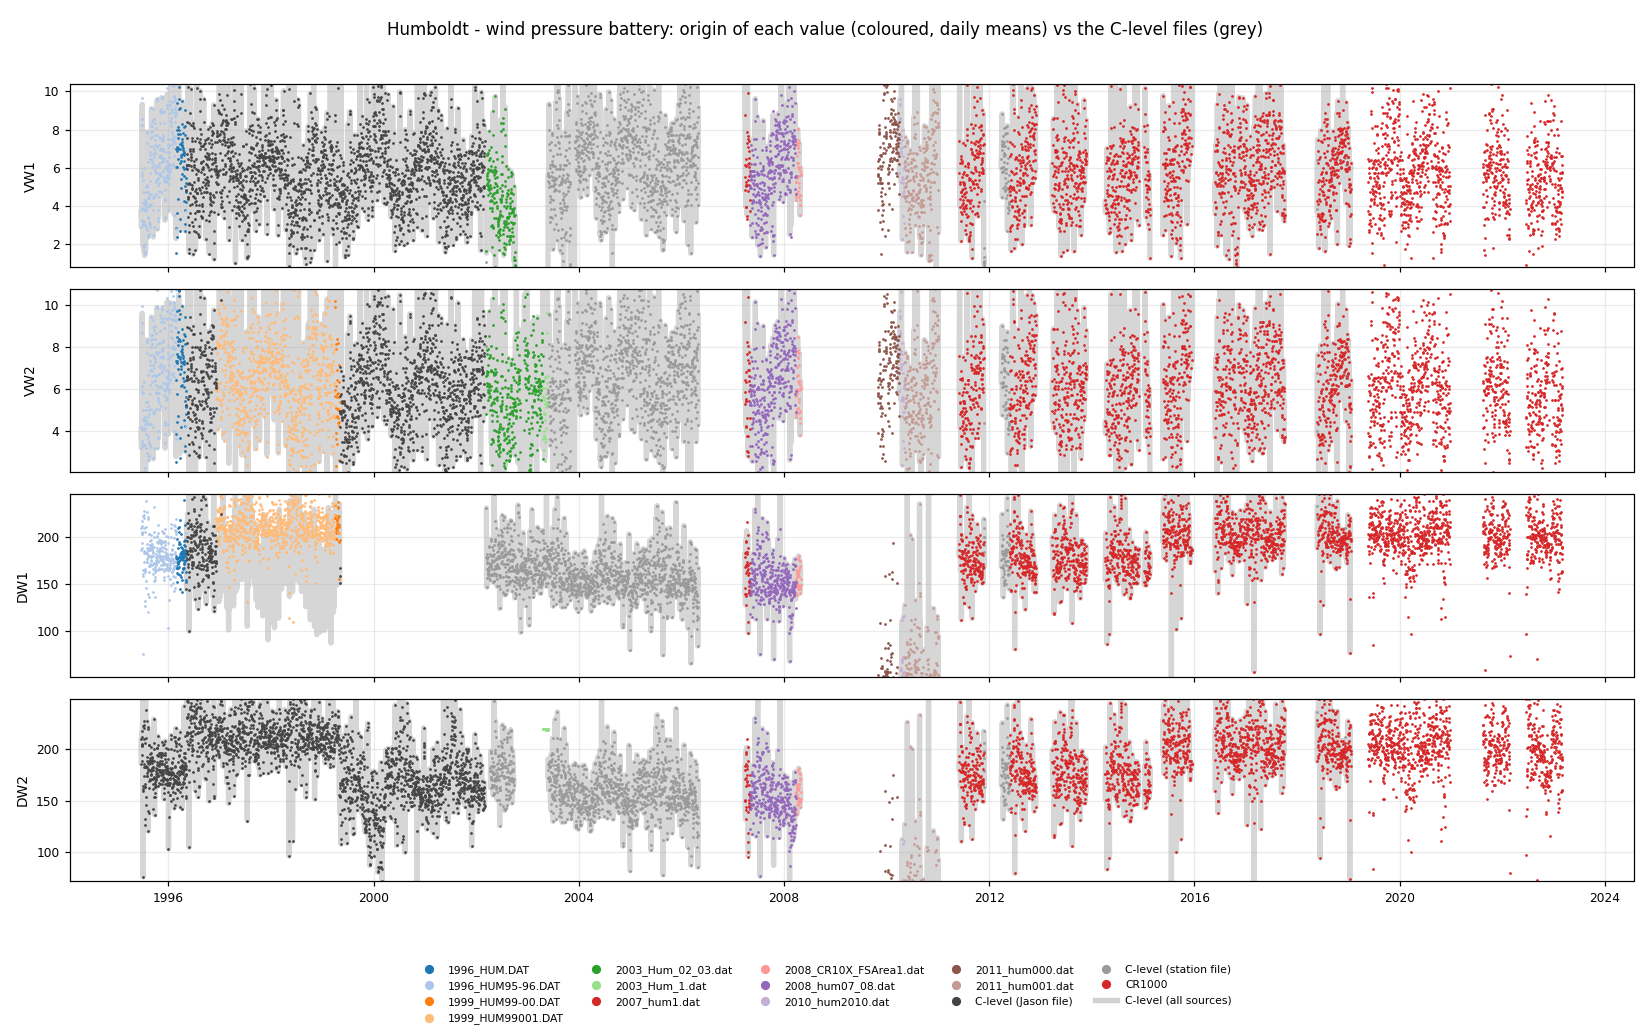 Humboldt - wind pressure battery: origin of each value (coloured, daily means) vs the C-level files (grey)
VW1
10
8
6
4
2
VW2
10
8
6
4
DW1
200
150
100
DW2
200
150
100
1996 2000 2004 2008 2012 2016 2020 2024
1996_HUM.DAT 2003_Hum_02_03.dat 2008_CR10X_FSArea1.dat 2011_hum000.dat C-level (station file)
1996_HUM95-96.DAT 2003_Hum_1.dat 2008_hum07_08.dat 2011_hum001.dat CR1000
1999_HUM99-00.DAT 2007_hum1.dat 2010_hum2010.dat C-level (Jason file) C-level (all sources)
1999_HUM99001.DAT